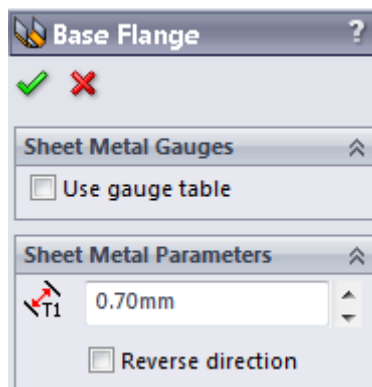 Base Flange ?
Sheet Metal Gauges
Use gauge table
Sheet Metal Parameters
T1 0.70mm
Reverse direction